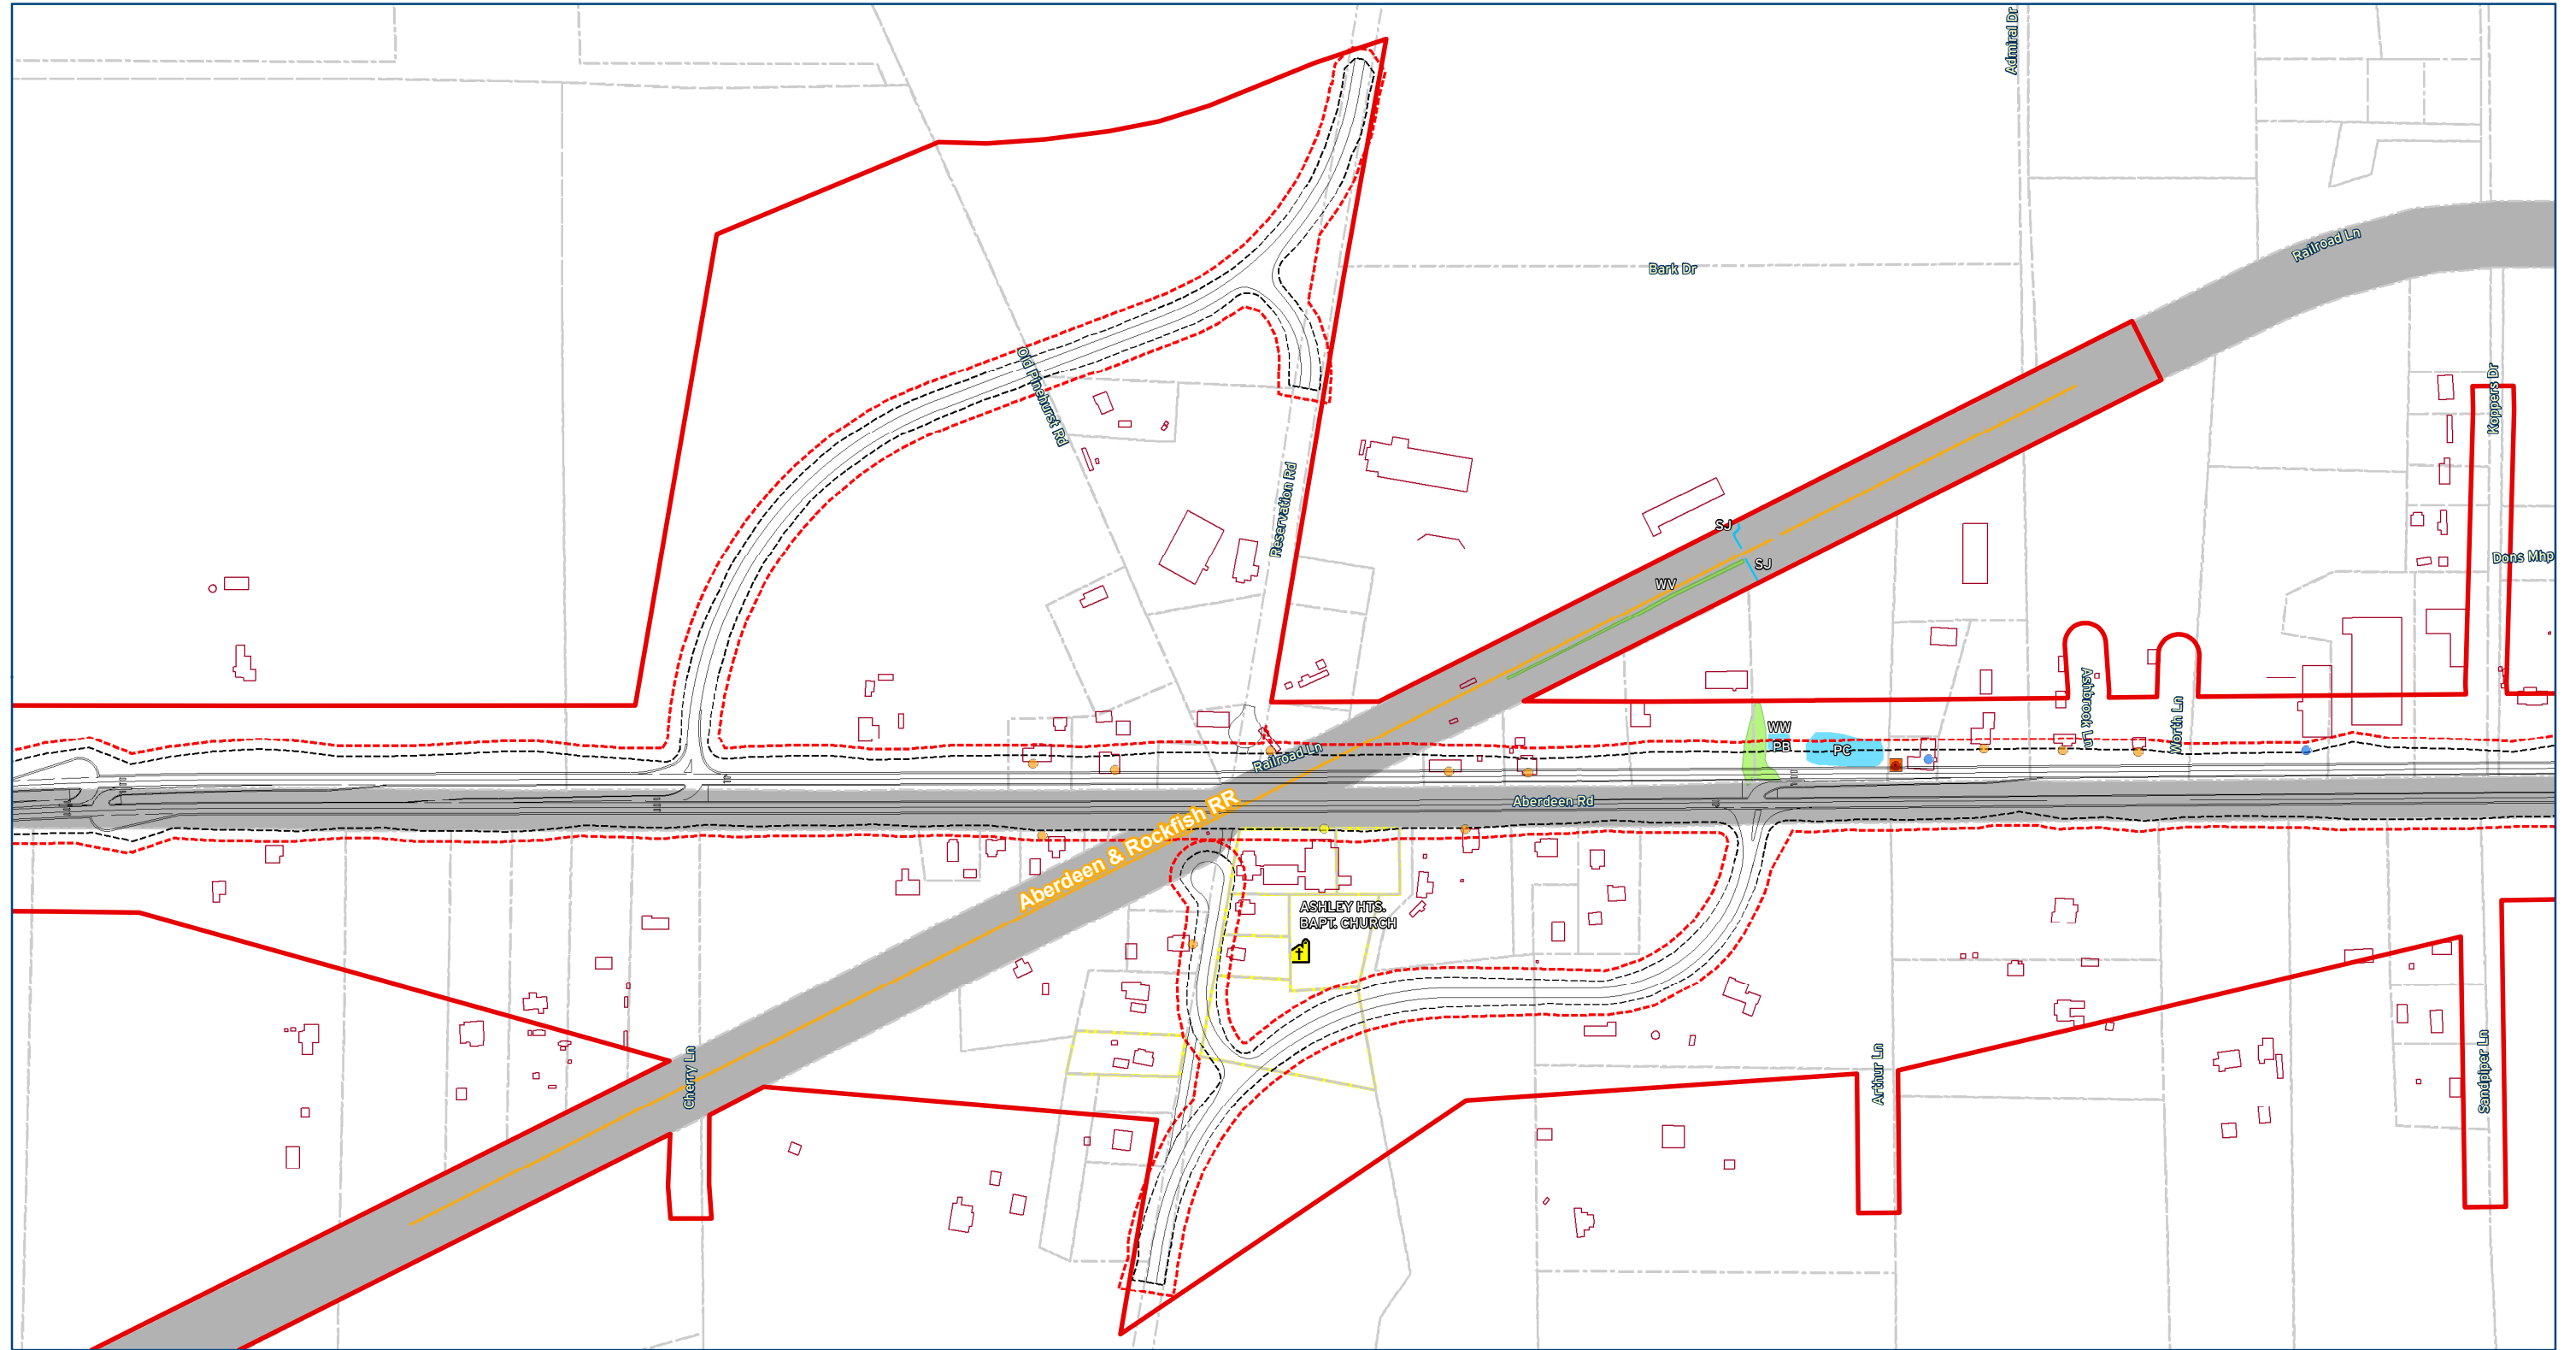 Admiral Dr
Railroad Ln
Bark Dr
Old Pinehurst Rd
Koppers Dr
Reservation Rd
SJ
SJ
Dons Mhp
WV
Ashbrook Ln
Worth Ln
WW
PB
PC
Railroad Ln
Aberdeen Rd
Aberdeen & Rockfish RR
ASHLEY HTS.
BAPT. CHURCH
Cherry Ln
Arthur Ln
Sandpiper Ln